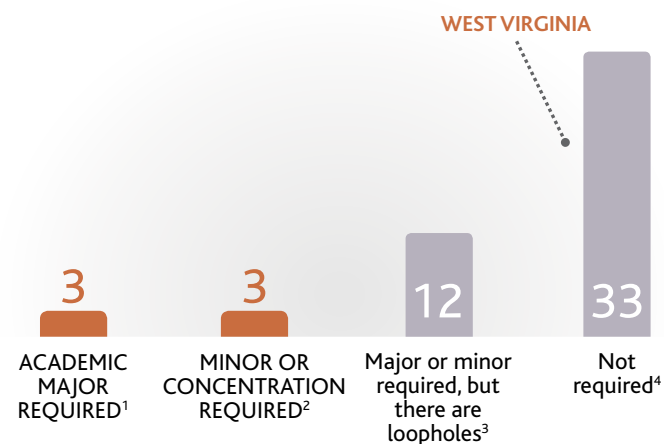 WEST VIRGINIA
3
3
12
33
ACADEMIC
MAJOR
REQUIRED¹
MINOR OR
CONCENTRATION
REQUIRED²
Major or minor
required, but
there are
loopholes³
Not
required⁴